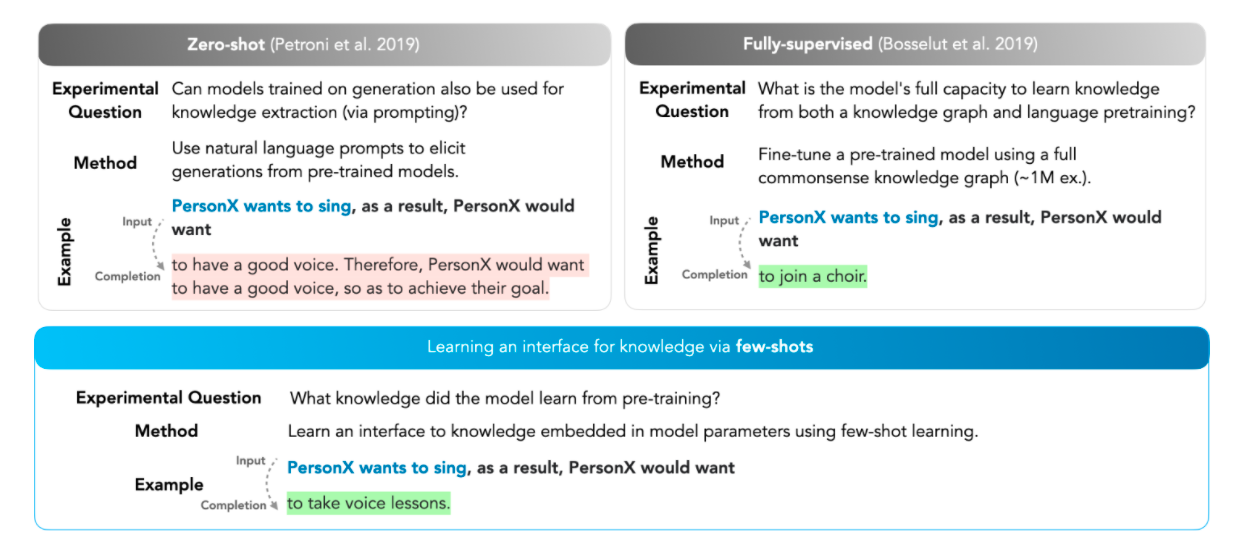 Zero-shot (Petroni et al. 2019)
Experimental Question
Can models trained on generation also be used for
knowledge extraction (via prompting)?
Method
Use natural language prompts to elicit
generations from pre-trained models.
Example
Input
PersonX wants to sing, as a result, PersonX would
want
Completion
to have a good voice. Therefore, PersonX would want
to have a good voice, so as to achieve their goal.
Fully-supervised (Bosselut et al. 2019)
Experimental Question
What is the model's full capacity to learn knowledge
from both a knowledge graph and language pretraining?
Method
Fine-tune a pre-trained model using a full
commonsense knowledge graph (~1M ex.).
Example
Input
PersonX wants to sing, as a result, PersonX would
want
Completion
to join a choir.
Learning an interface for knowledge via few-shots
Experimental Question
What knowledge did the model learn from pre-training?
Method
Learn an interface to knowledge embedded in model parameters using few-shot learning.
Example
Input
PersonX wants to sing, as a result, PersonX would want
Completion
to take voice lessons.